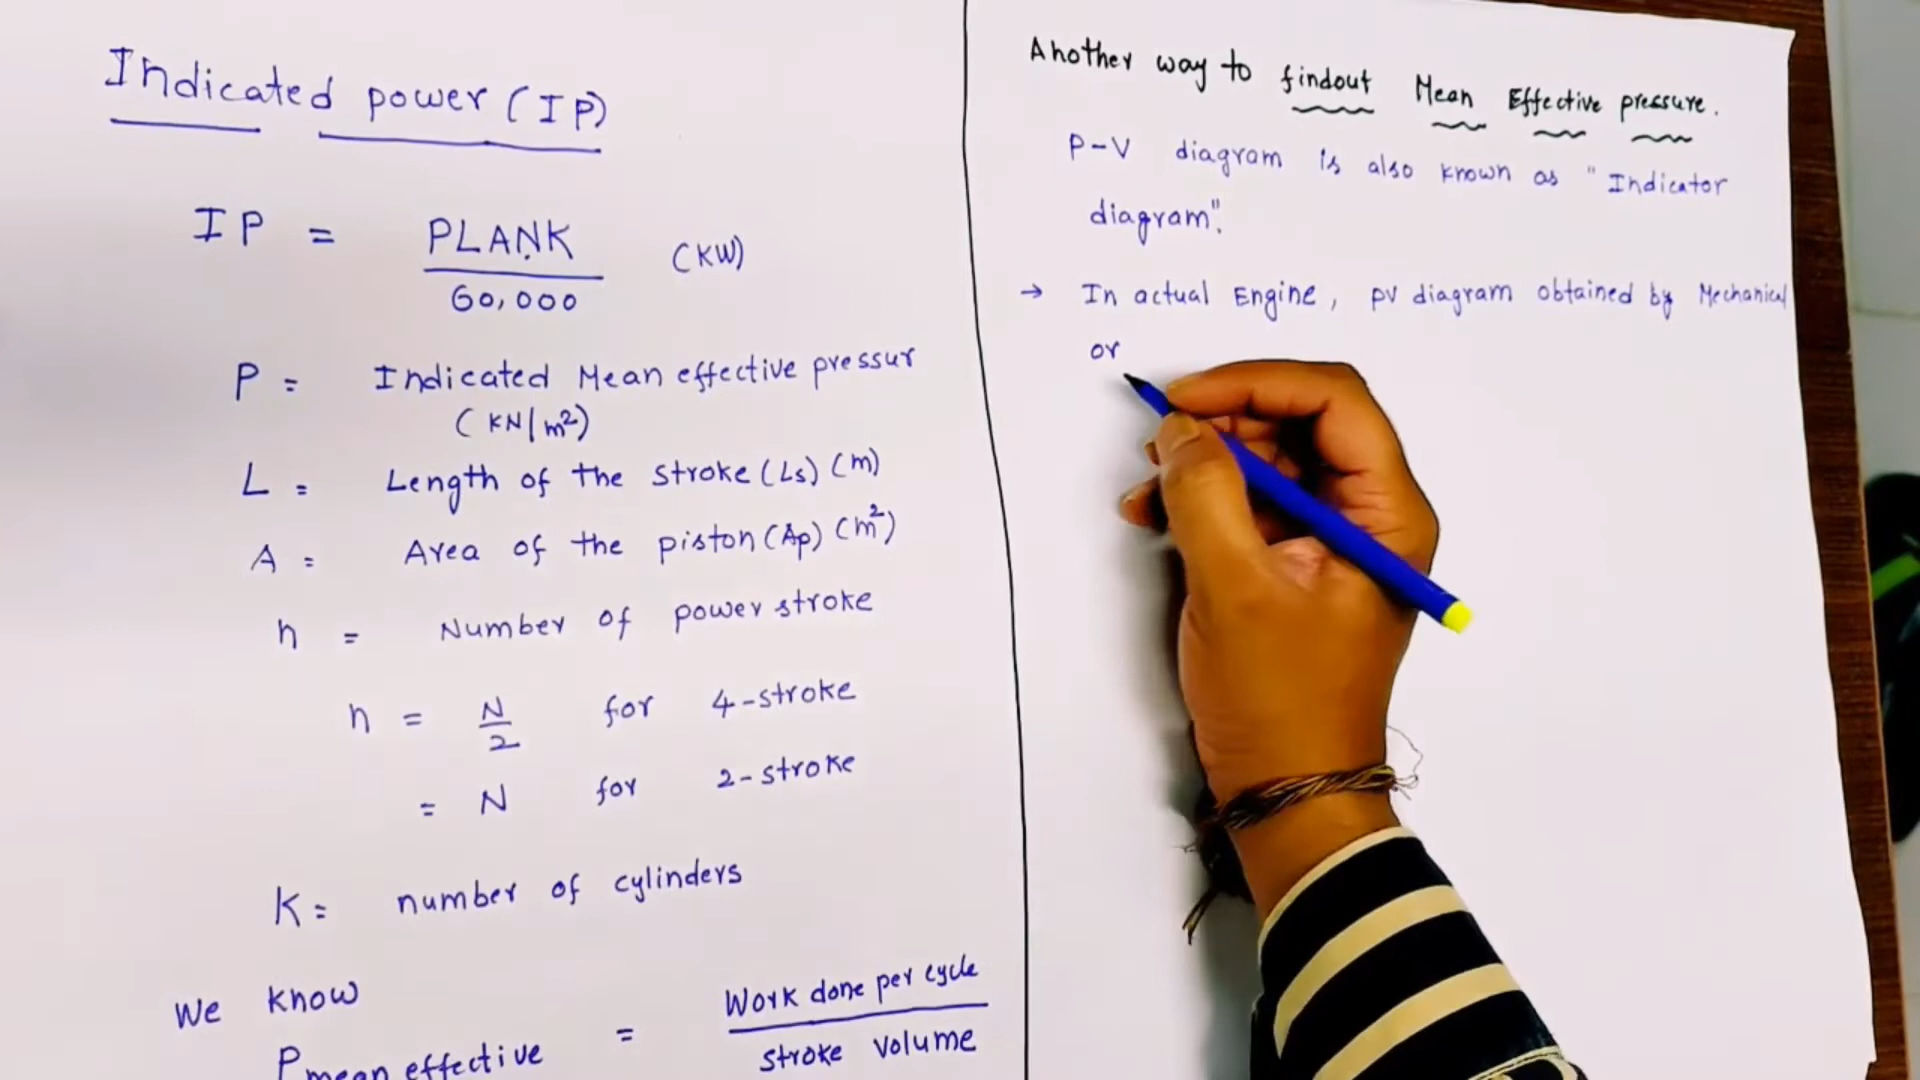 Indicated power (IP)
IP = PLANK (KW)
60,000
P = Indicated Mean effective pressur
(KN/m²)
L = Length of the stroke (Ls) (m)
A = Area of the piston (Ap) (m²)
n = Number of power stroke
n = N/2 for 4-stroke
= N for 2-stroke
K = number of cylinders
We know
Work done per cycle
Pmean effective =
stroke volume
Another way to findout Mean Effective pressure.
P-V diagram is also known as "Indicator
diagram".
→ In actual Engine, PV diagram obtained by Mechanical
or